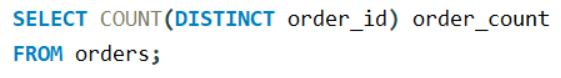 SELECT COUNT(DISTINCT order_id) order_count
FROM orders;